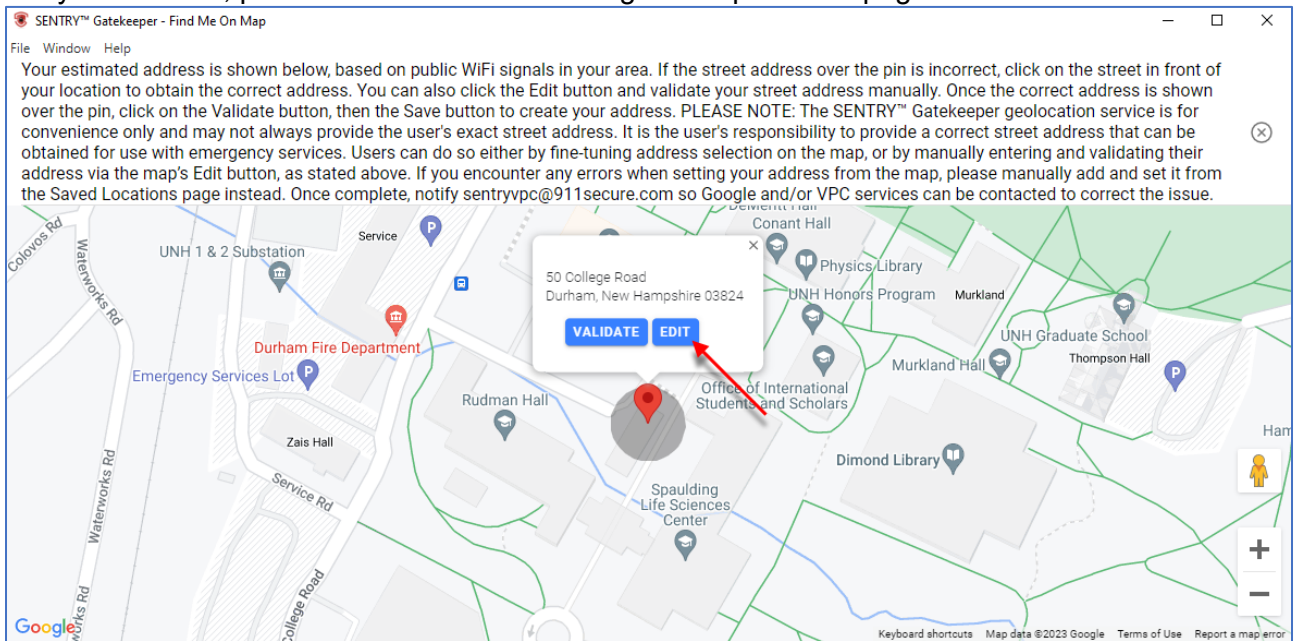 SENTRY™ Gatekeeper - Find Me On Map
File Window Help
Your estimated address is shown below, based on public WiFi signals in your area. If the street address over the pin is incorrect, click on the street in front of
your location to obtain the correct address. You can also click the Edit button and validate your street address manually. Once the correct address is shown
over the pin, click on the Validate button, then the Save button to create your address. PLEASE NOTE: The SENTRY™ Gatekeeper geolocation service is for
convenience only and may not always provide the user's exact street address. It is the user's responsibility to provide a correct street address that can be
obtained for use with emergency services. Users can do so either by fine-tuning address selection on the map, or by manually entering and validating their
address via the map's Edit button, as stated above. If you encounter any errors when setting your address from the map, please manually add and set it from
the Saved Locations page instead. Once complete, notify sentryvpc@911secure.com so Google and/or VPC services can be contacted to correct the issue.
Colovos Rd
Waterworks Rd
UNH 1 & 2 Substation
Service
P
Conant Hall
Physics Library
UNH Honors Program
Murkland
50 College Road
Durham, New Hampshire 03824
VALIDATE EDIT
UNH Graduate School
Thompson Hall
P
Durham Fire Department
Emergency Services Lot P
Murkland Hall
Office of International
Students and Scholars
Rudman Hall
Zais Hall
Ham
Dimond Library
Service Rd
Waterworks Rd
Spaulding
Life Sciences
Center
College Road
Google
Keyboard shortcuts Map data ©2023 Google Terms of Use Report a map error